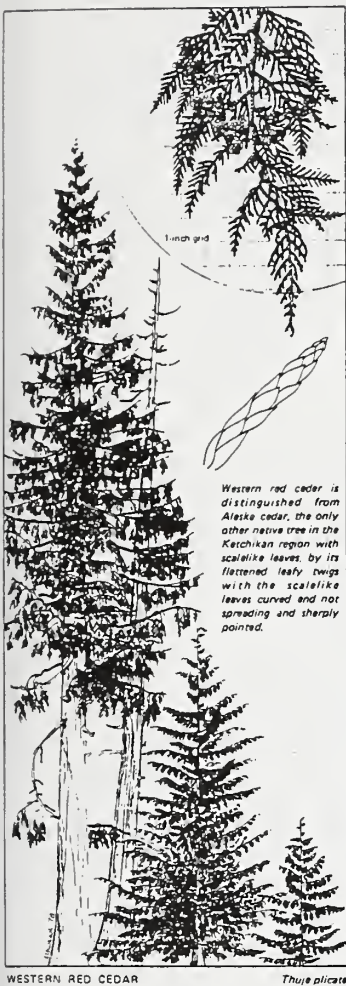 1-inch grid
Western red cedar is
distinguished from
Alaska cedar, the only
other native tree in the
Ketchikan region with
scalelike leaves, by its
flattened leafy twigs
with the scalelike
leaves curved and not
spreading and sharply
pointed.
WESTERN RED CEDAR Thuja plicata